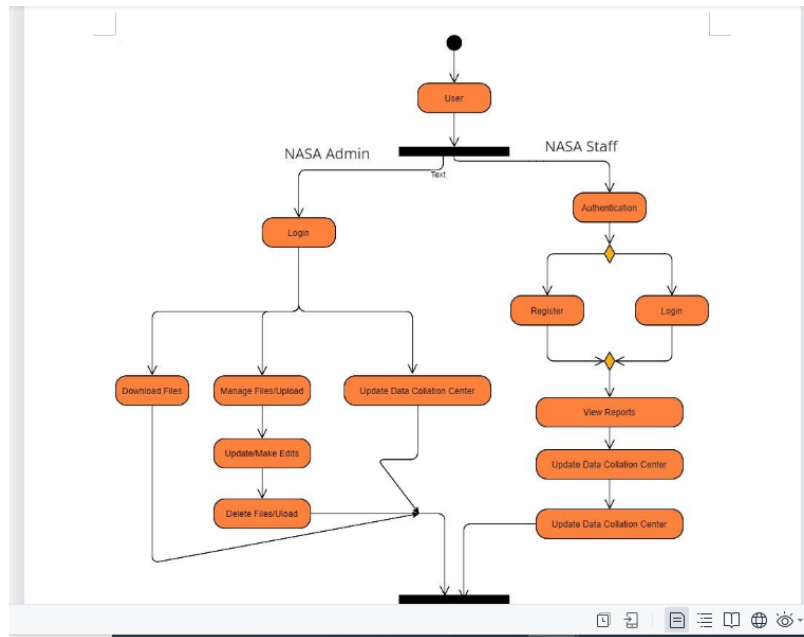 User
NASA Admin
NASA Staff
Text
Authentication
Login
Register
Login
Download Files
Manage Files/Upload
Update Data Collation Center
View Reports
Update/Make Edits
Update Data Collation Center
Delete Files/Uload
Update Data Collation Center